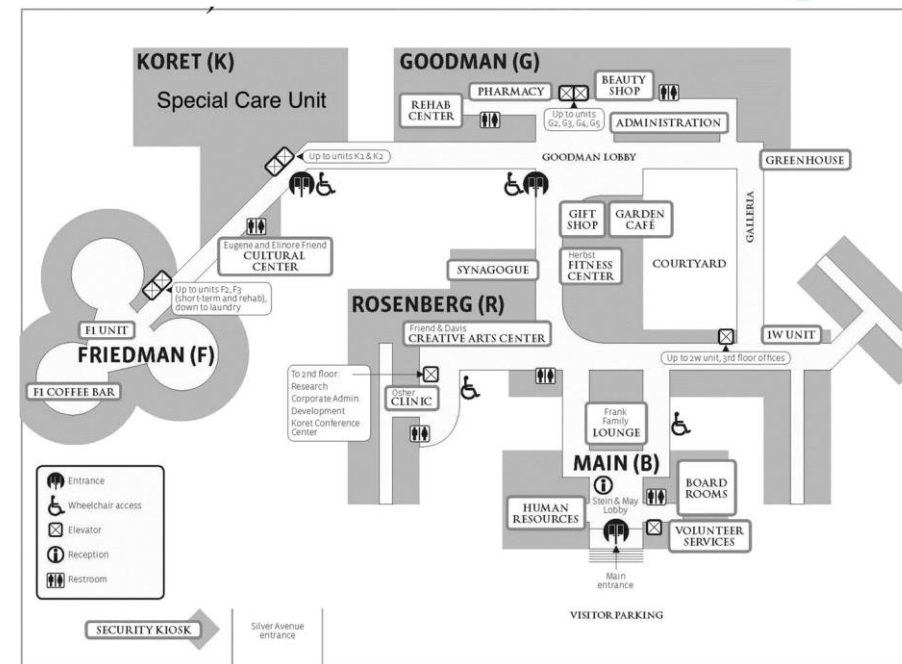 KORET (K)
Special Care Unit
GOODMAN (G)
PHARMACY
BEAUTY
SHOP
REHAB
CENTER
Up to units
G2, G3, G4, G5
ADMINISTRATION
Up to units K1 & K2
GOODMAN LOBBY
GREENHOUSE
GALLERIA
GIFT
SHOP
GARDEN
CAFÉ
Eugene and Elinore Friend
CULTURAL
CENTER
Herbst
FITNESS
CENTER
COURTYARD
SYNAGOGUE
Up to units F2, F3
(short-term and rehab),
down to laundry
ROSENBERG (R)
F1 UNIT
Friend & Davis
CREATIVE ARTS CENTER
1W UNIT
FRIEDMAN (F)
Up to 2W unit, 3rd floor offices
F1 COFFEE BAR
To 2nd floor:
Research
Corporate Admin.
Development
Koret Conference
Center
Osher
CLINIC
Frank
Family
LOUNGE
MAIN (B)
Stein & May
Lobby
BOARD
ROOMS
HUMAN
RESOURCES
VOLUNTEER
SERVICES
Main
entrance
Entrance
Wheelchair access
Elevator
Reception
Restroom
VISITOR PARKING
SECURITY KIOSK
Silver Avenue
entrance